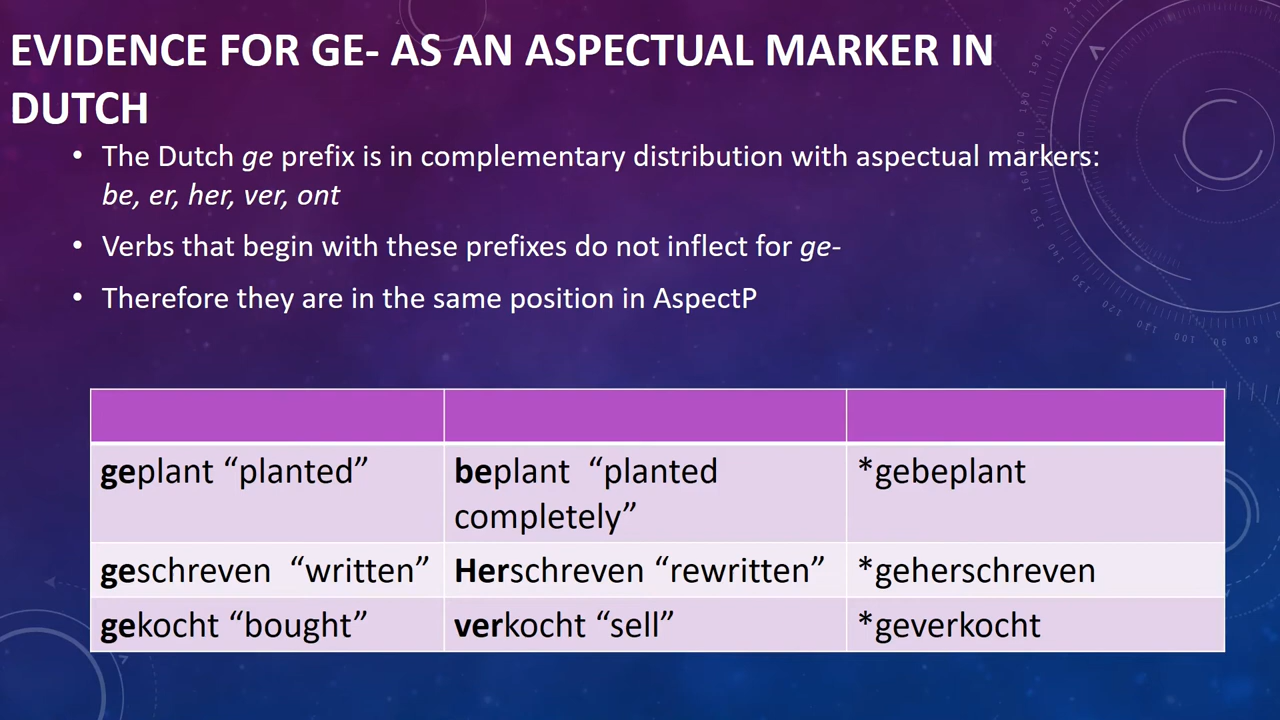 EVIDENCE FOR GE- AS AN ASPECTUAL MARKER IN
DUTCH
• The Dutch ge prefix is in complementary distribution with aspectual markers:
be, er, her, ver, ont
• Verbs that begin with these prefixes do not inflect for ge-
• Therefore they are in the same position in AspectP
geplant “planted”
beplant “planted
completely”
*gebeplant
geschreven “written”
Herschreven “rewritten”
*geherschreven
gekocht “bought”
verkocht “sell”
*geverkocht